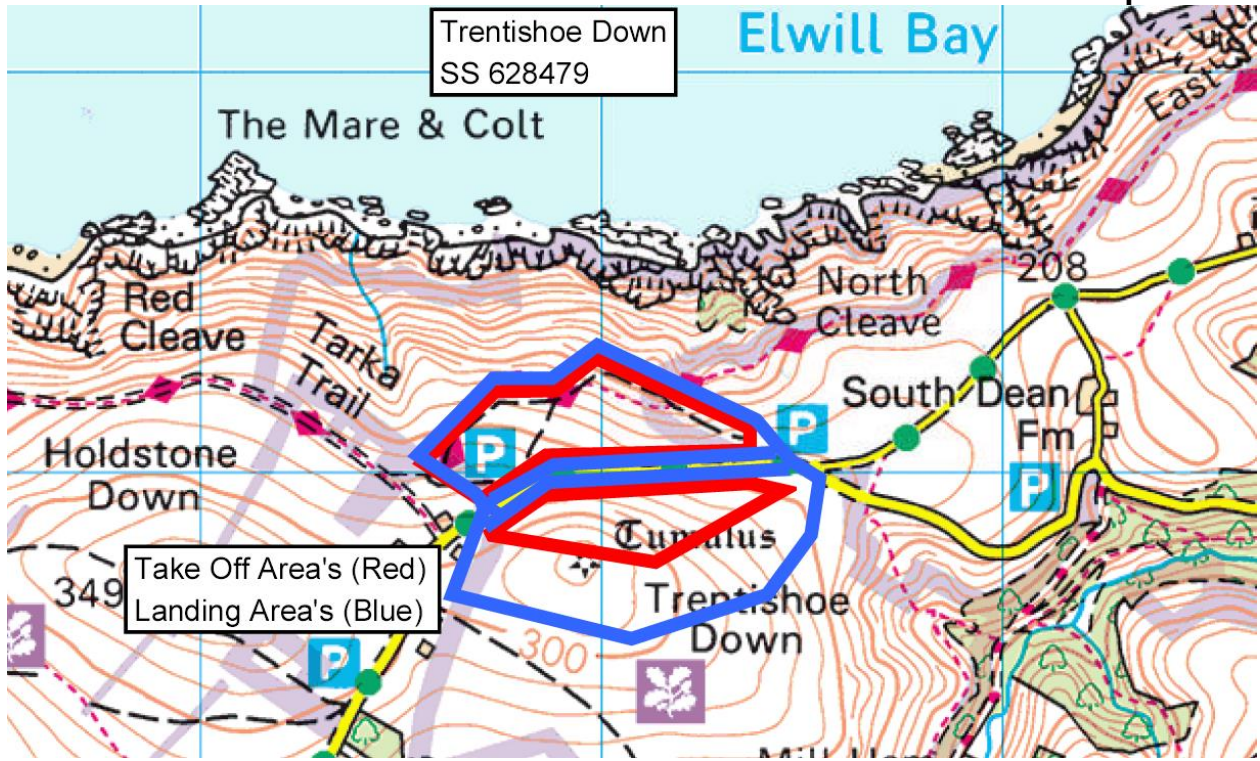 Trentishoe Down
SS 628479
Elwill Bay
The Mare & Colt
East
208
Red
Cleave
Tarka
Trail
North
Cleave
P
P
South Dean
Fm
P
Holdstone
Down
Tumulus
Take Off Area's (Red)
Landing Area's (Blue)
349
Trentishoe
Down
300
P